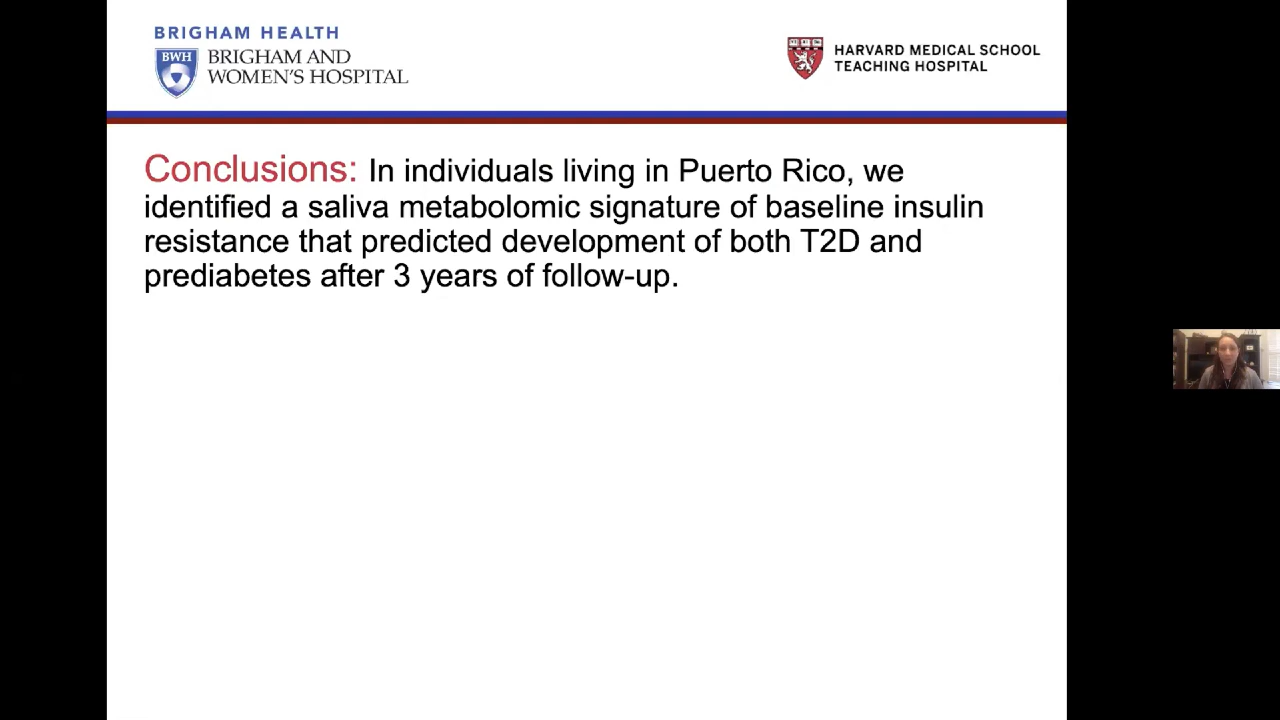 BRIGHAM HEALTH
BWH
BRIGHAM AND
WOMEN'S HOSPITAL
HARVARD MEDICAL SCHOOL
TEACHING HOSPITAL
Conclusions: In individuals living in Puerto Rico, we
identified a saliva metabolomic signature of baseline insulin
resistance that predicted development of both T2D and
prediabetes after 3 years of follow-up.